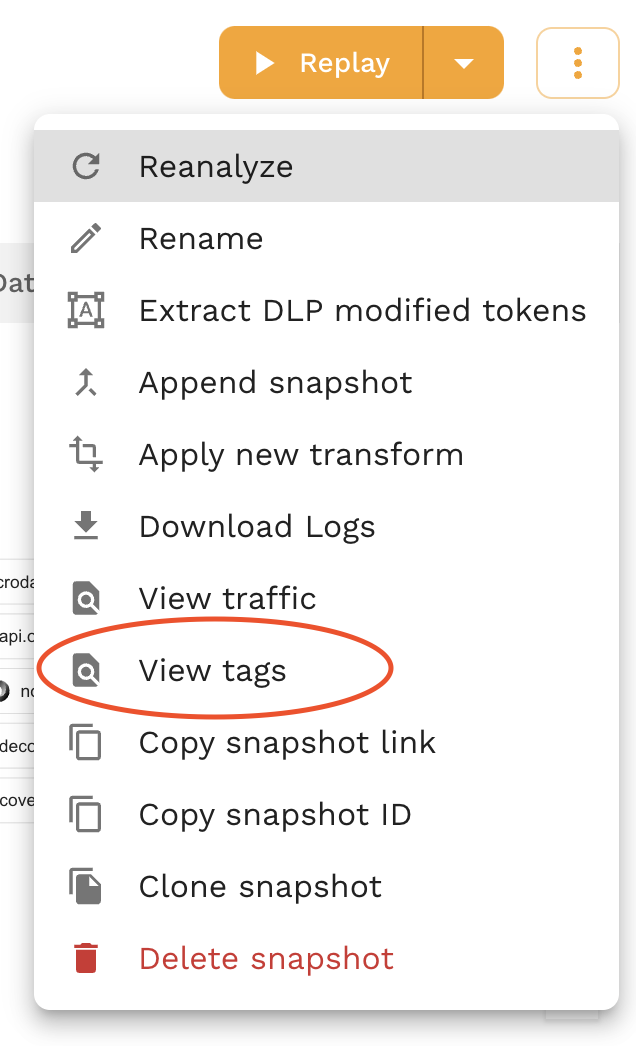 Replay
Reanalyze
Rename
Dat
A
Extract DLP modified tokens
Append snapshot
Apply new transform
Download Logs
croda
View traffic
api.c
View tags
no
Copy snapshot link
deco
cove
Copy snapshot ID
Clone snapshot
Delete snapshot